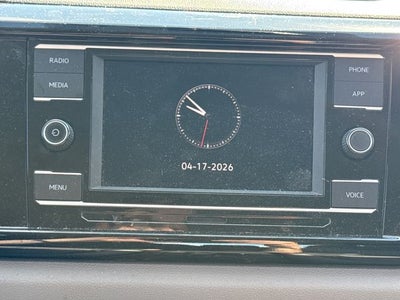 RADIO
PHONE
MEDIA
APP
04-17-2026
MENU
VOICE